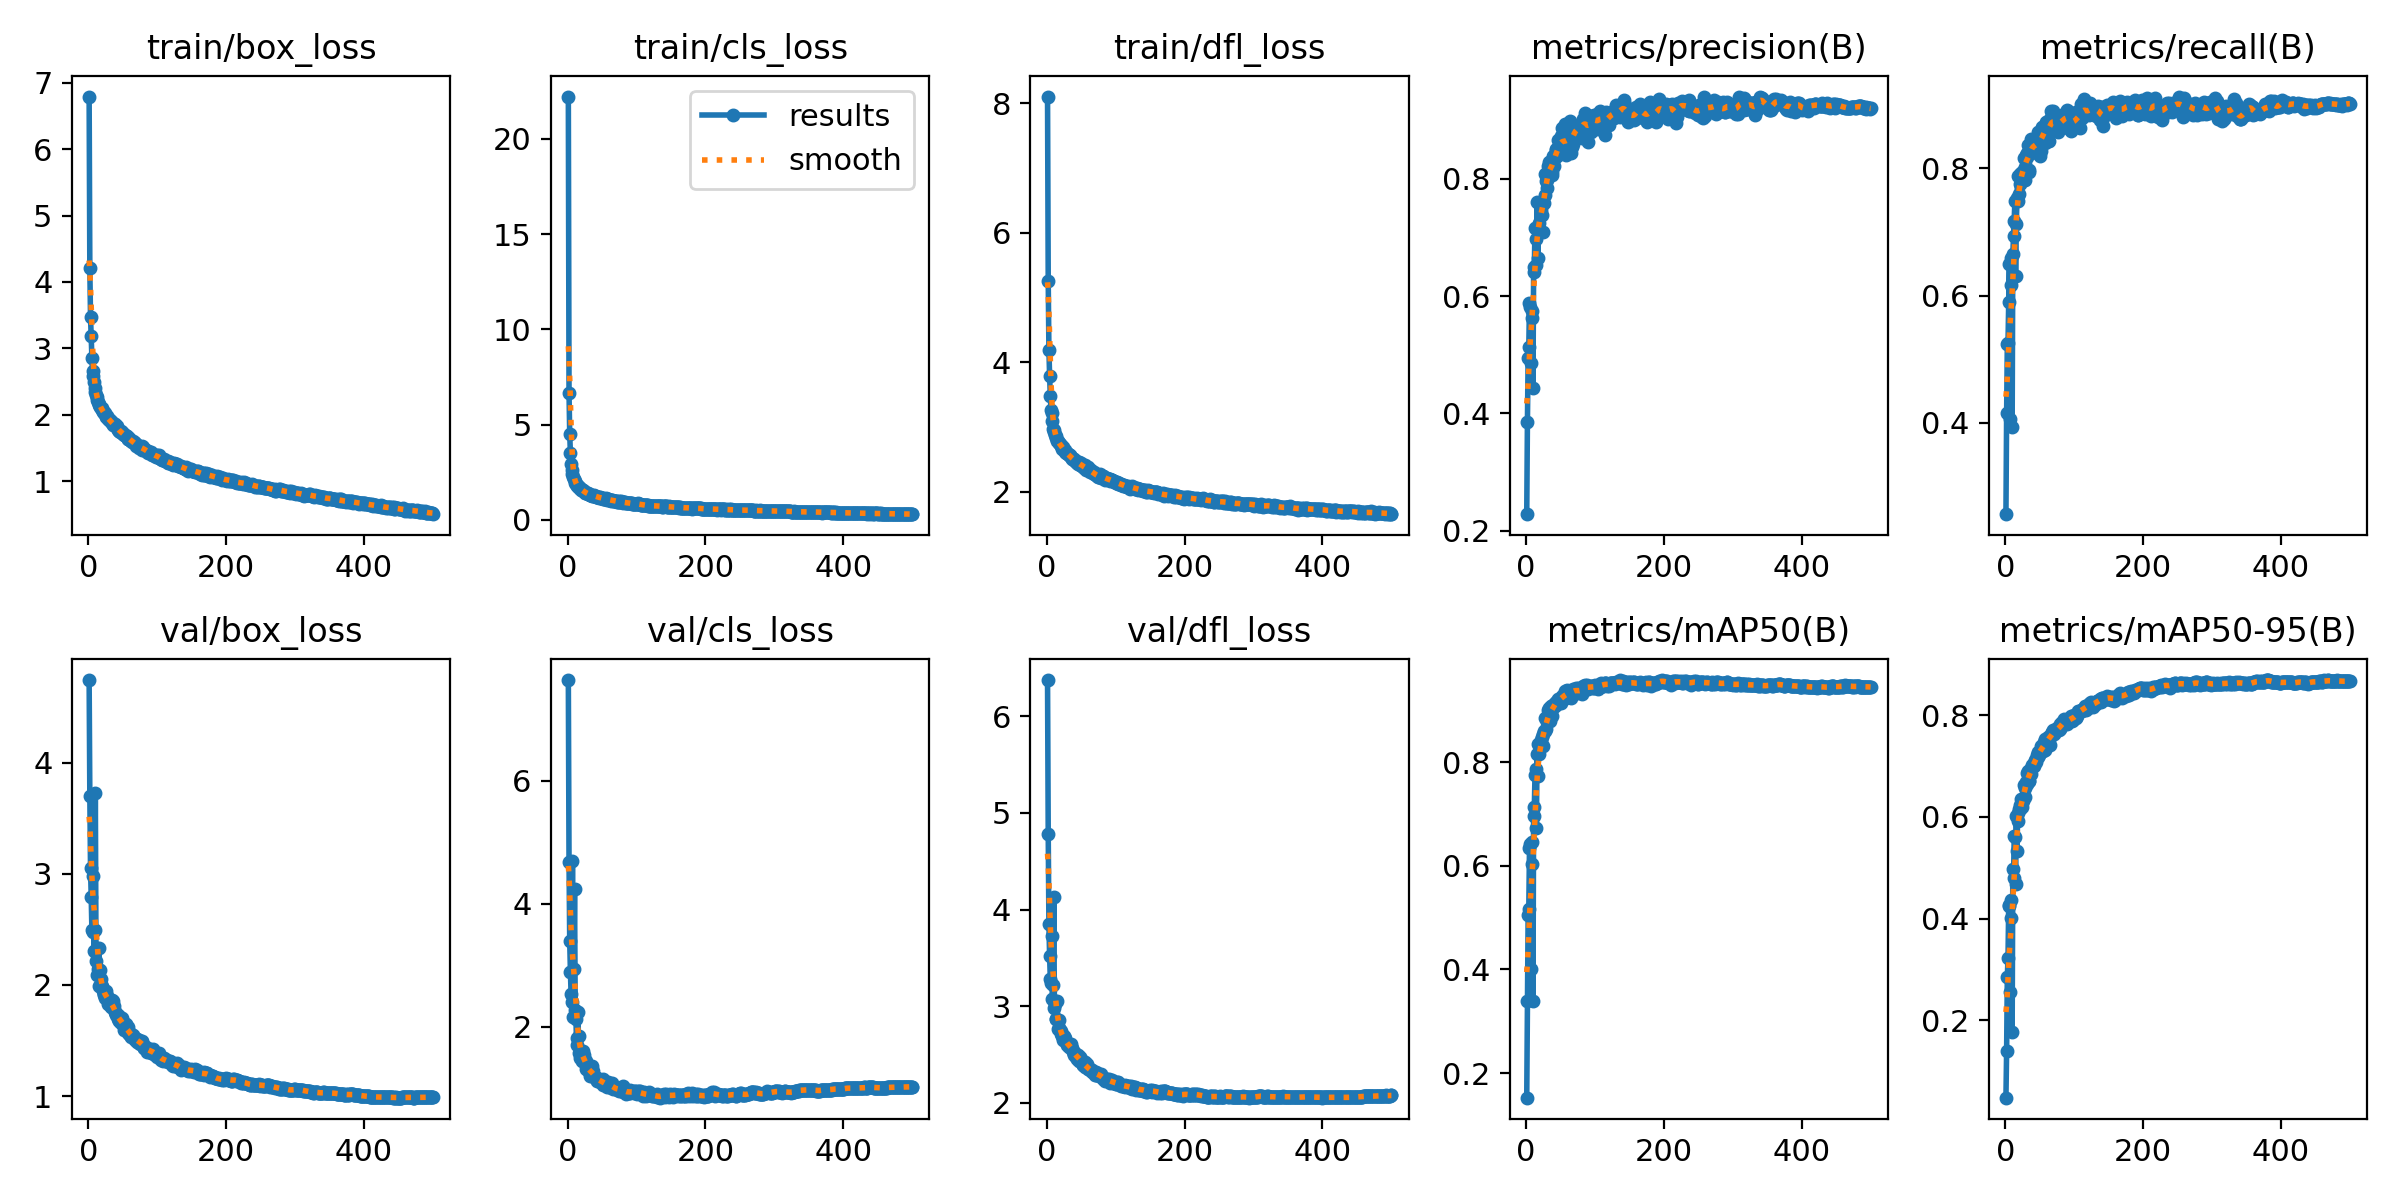 train/box_loss
7
6
5
4
3
2
1
0 200 400
train/cls_loss
results
smooth
20
15
10
5
0
0 200 400
train/dfl_loss
8
6
4
2
0 200 400
metrics/precision(B)
0.8
0.6
0.4
0.2
0 200 400
metrics/recall(B)
0.8
0.6
0.4
0 200 400
val/box_loss
4
3
2
1
0 200 400
val/cls_loss
6
4
2
0 200 400
val/dfl_loss
6
5
4
3
2
0 200 400
metrics/mAP50(B)
0.8
0.6
0.4
0.2
0 200 400
metrics/mAP50-95(B)
0.8
0.6
0.4
0.2
0 200 400